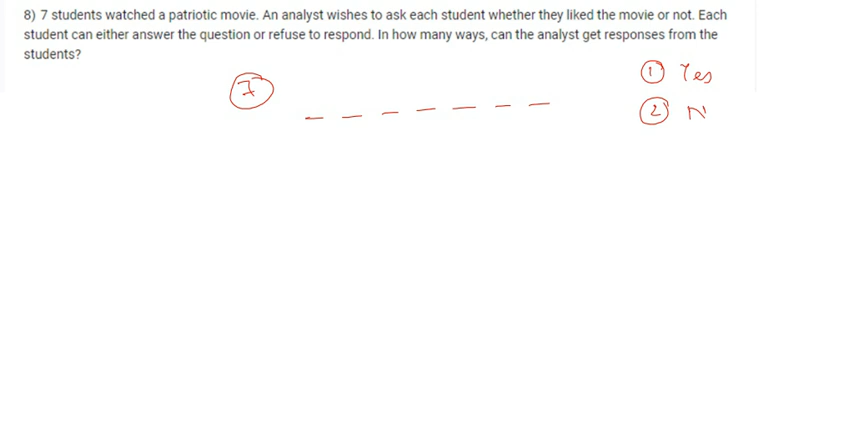 8) 7 students watched a patriotic movie. An analyst wishes to ask each student whether they liked the movie or not. Each
student can either answer the question or refuse to respond. In how many ways, can the analyst get responses from the
students?
7
① Yes
② N